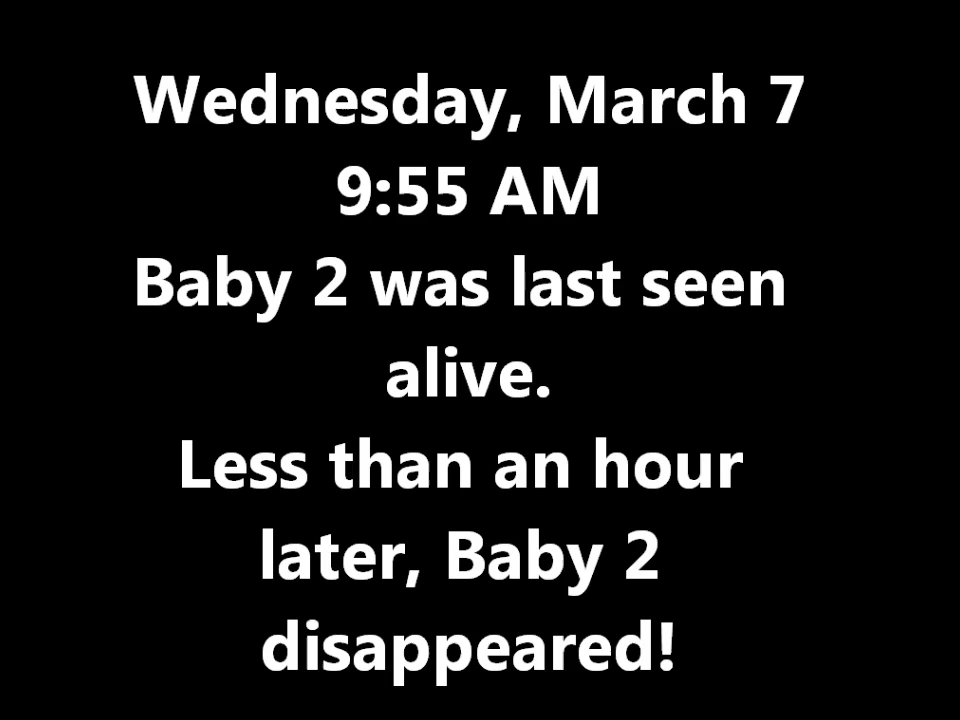 Wednesday, March 7
9:55 AM
Baby 2 was last seen
alive.
Less than an hour
later, Baby 2
disappeared!